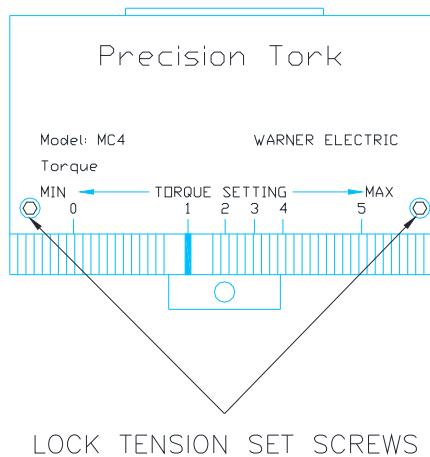 Precision Tork
Model: MC4 WARNER ELECTRIC
Torque
MIN TORQUE SETTING MAX
0 1 2 3 4 5
LOCK TENSION SET SCREWS